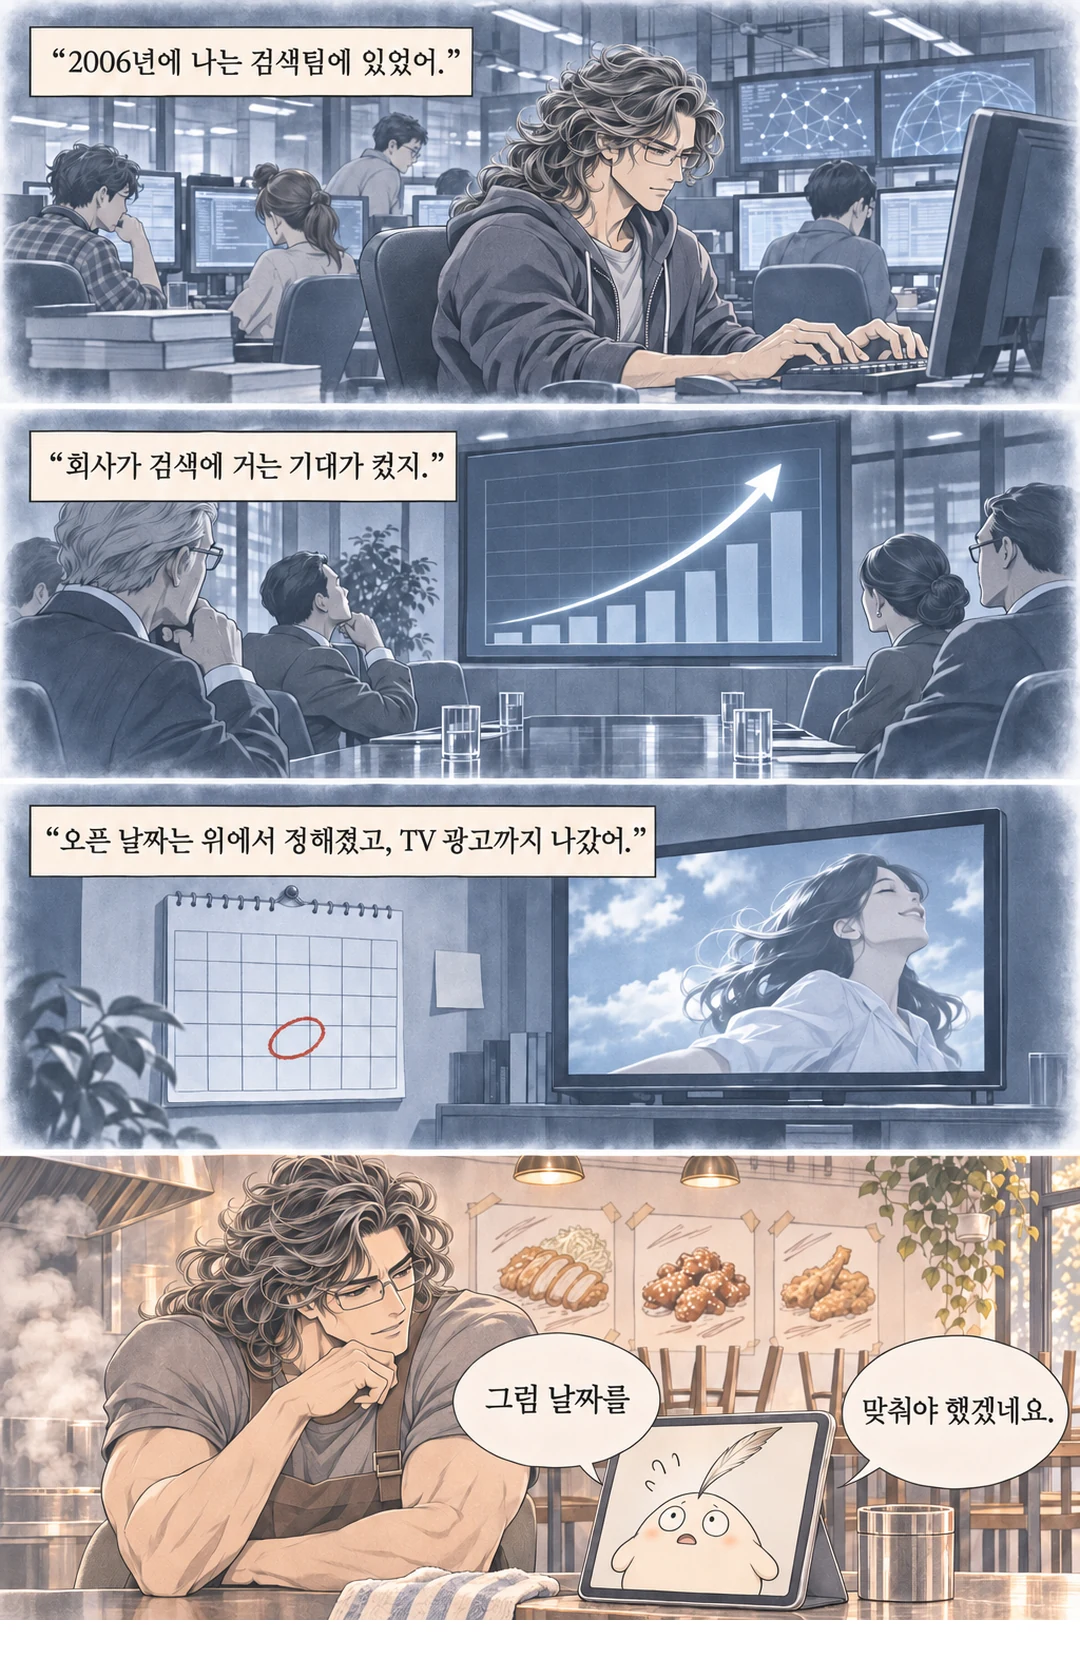 “2006년에 나는 검색팀에 있었어.”
“회사가 검색에 거는 기대가 컸지.”
“오픈 날짜는 위에서 정해졌고, TV 광고까지 나갔어.”
그럼 날짜를
맞춰야 했겠네요.